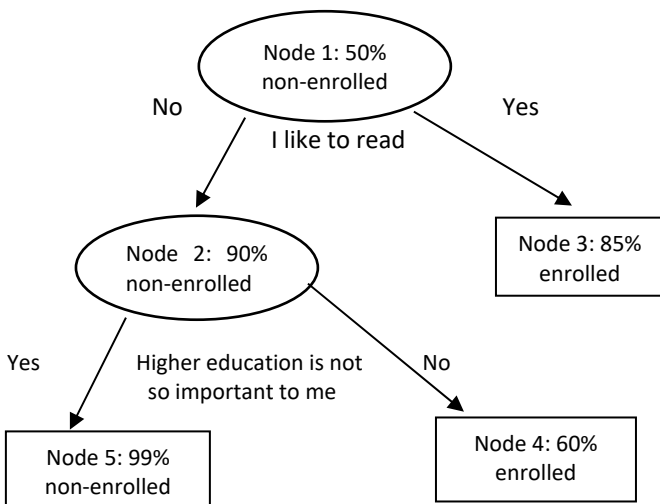 Node 1: 50%
non-enrolled
No
Yes
I like to read
Node 2: 90%
non-enrolled
Node 3: 85%
enrolled
Yes
Higher education is not
so important to me
No
Node 5: 99%
non-enrolled
Node 4: 60%
enrolled